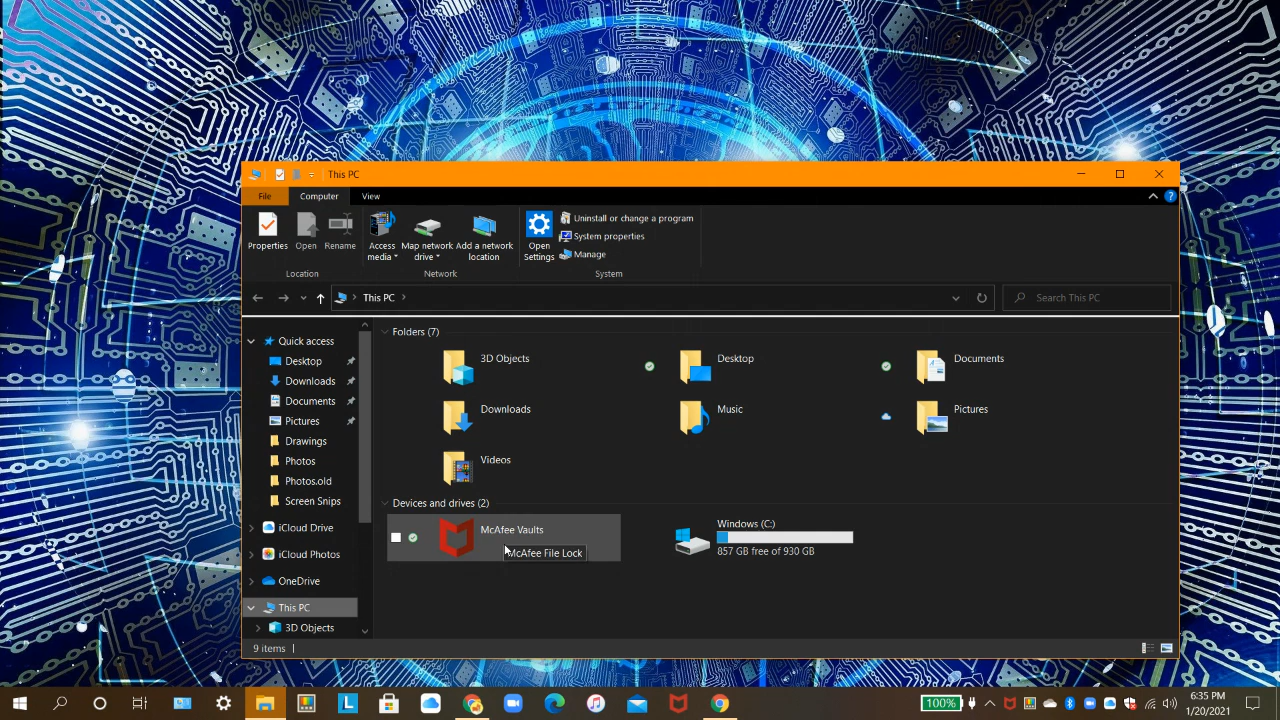 This PC
File Computer View
Properties Open Rename Access media Map network drive Add a network location Open Settings Uninstall or change a program
System properties
Manage
Location Network System
This PC
Search This PC
Quick access
Desktop
Downloads
Documents
Pictures
Drawings
Photos
Photos.old
Screen Snips
iCloud Drive
iCloud Photos
OneDrive
This PC
3D Objects
Folders (7)
3D Objects Desktop Documents
Downloads Music Pictures
Videos
Devices and drives (2)
McAfee Vaults
McAfee File Lock
Windows (C:)
857 GB free of 930 GB
9 items
L
100%
6:35 PM
1/20/2021